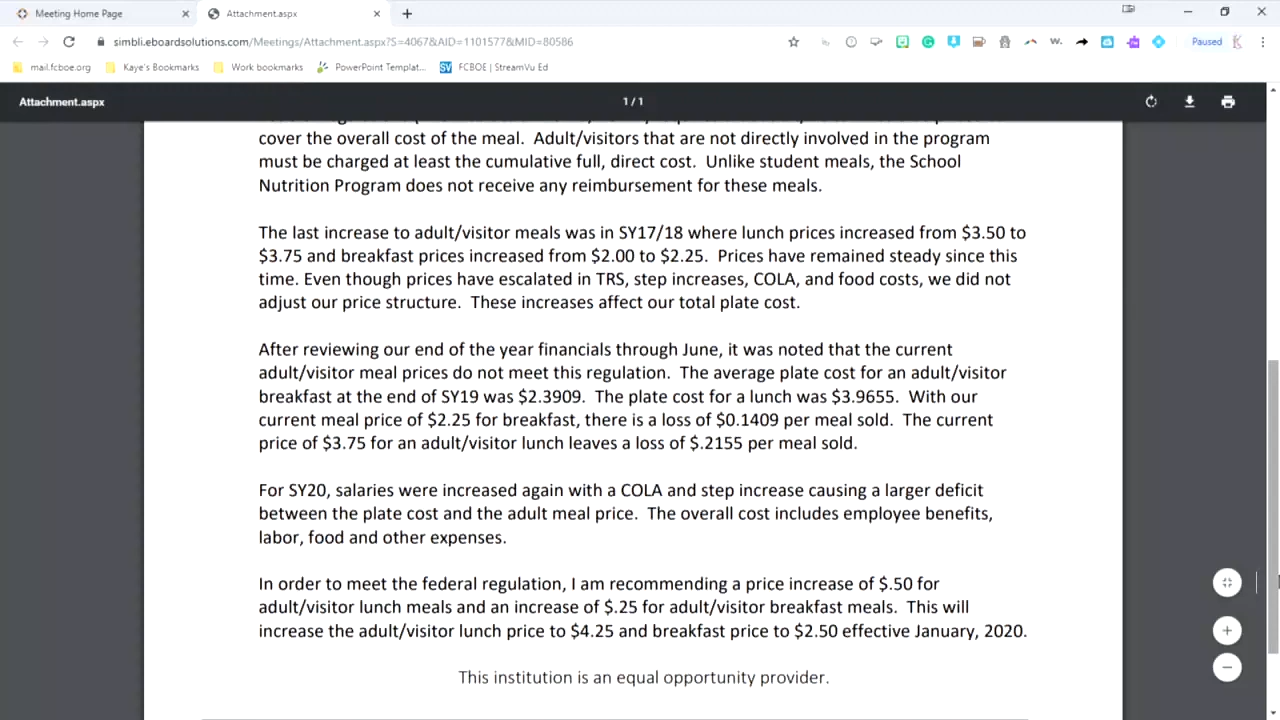 Meeting Home Page
Attachment.aspx
simbli.eboardsolutions.com/Meetings/Attachment.aspx?S=4067&AID=1101577&MID=80586
Paused
mail.fcboe.org
Kaye's Bookmarks
Work bookmarks
PowerPoint Templat...
SV FCBOE | StreamVu Ed
Attachment.aspx
1 / 1
cover the overall cost of the meal. Adult/visitors that are not directly involved in the program
must be charged at least the cumulative full, direct cost. Unlike student meals, the School
Nutrition Program does not receive any reimbursement for these meals.
The last increase to adult/visitor meals was in SY17/18 where lunch prices increased from $3.50 to
$3.75 and breakfast prices increased from $2.00 to $2.25. Prices have remained steady since this
time. Even though prices have escalated in TRS, step increases, COLA, and food costs, we did not
adjust our price structure. These increases affect our total plate cost.
After reviewing our end of the year financials through June, it was noted that the current
adult/visitor meal prices do not meet this regulation. The average plate cost for an adult/visitor
breakfast at the end of SY19 was $2.3909. The plate cost for a lunch was $3.9655. With our
current meal price of $2.25 for breakfast, there is a loss of $0.1409 per meal sold. The current
price of $3.75 for an adult/visitor lunch leaves a loss of $.2155 per meal sold.
For SY20, salaries were increased again with a COLA and step increase causing a larger deficit
between the plate cost and the adult meal price. The overall cost includes employee benefits,
labor, food and other expenses.
In order to meet the federal regulation, I am recommending a price increase of $.50 for
adult/visitor lunch meals and an increase of $.25 for adult/visitor breakfast meals. This will
increase the adult/visitor lunch price to $4.25 and breakfast price to $2.50 effective January, 2020.
This institution is an equal opportunity provider.